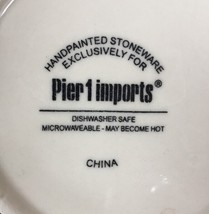 HANDPAINTED STONEWARE
EXCLUSIVELY FOR
Pier 1 imports®
DISHWASHER SAFE
MICROWAVEABLE - MAY BECOME HOT
CHINA